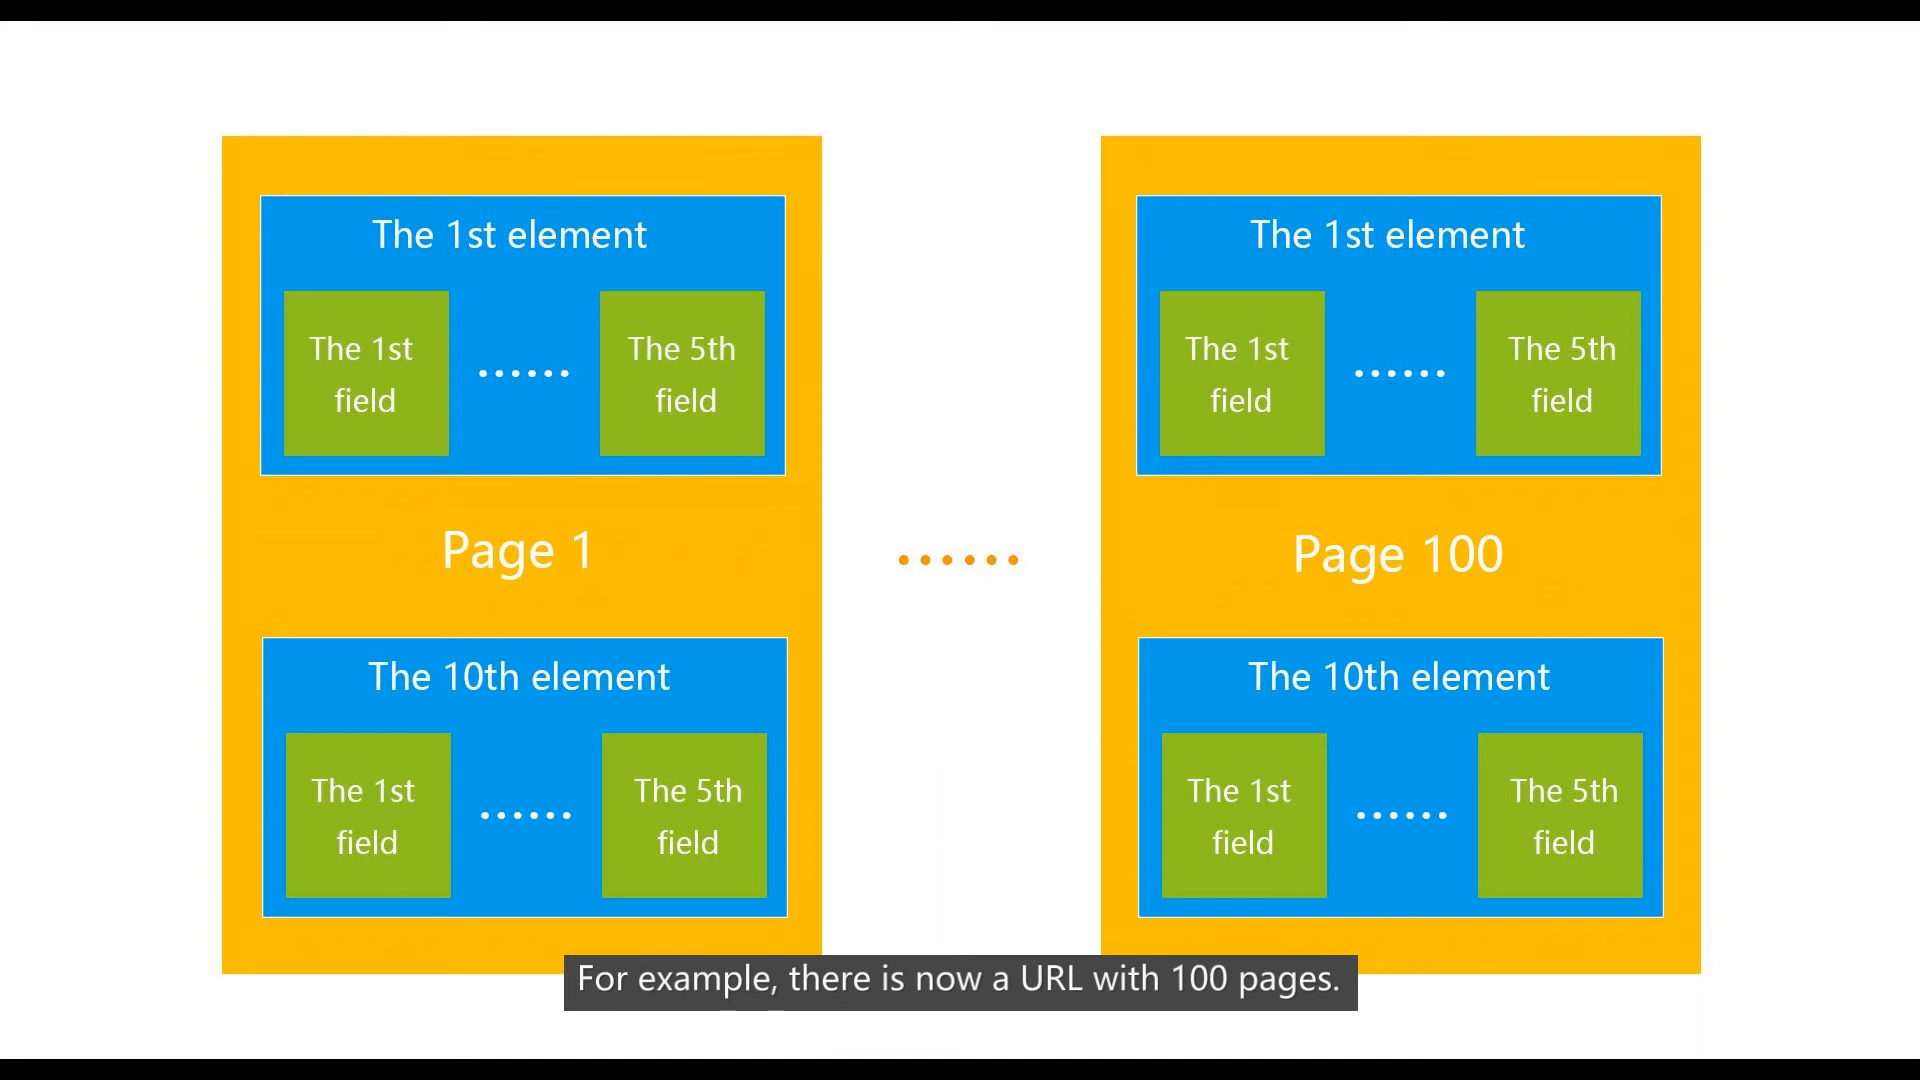 The 1st element
The 1st
field
......
The 5th
field
Page 1
The 10th element
The 1st
field
......
The 5th
field
......
The 1st element
The 1st
field
......
The 5th
field
Page 100
The 10th element
The 1st
field
......
The 5th
field
For example, there is now a URL with 100 pages.